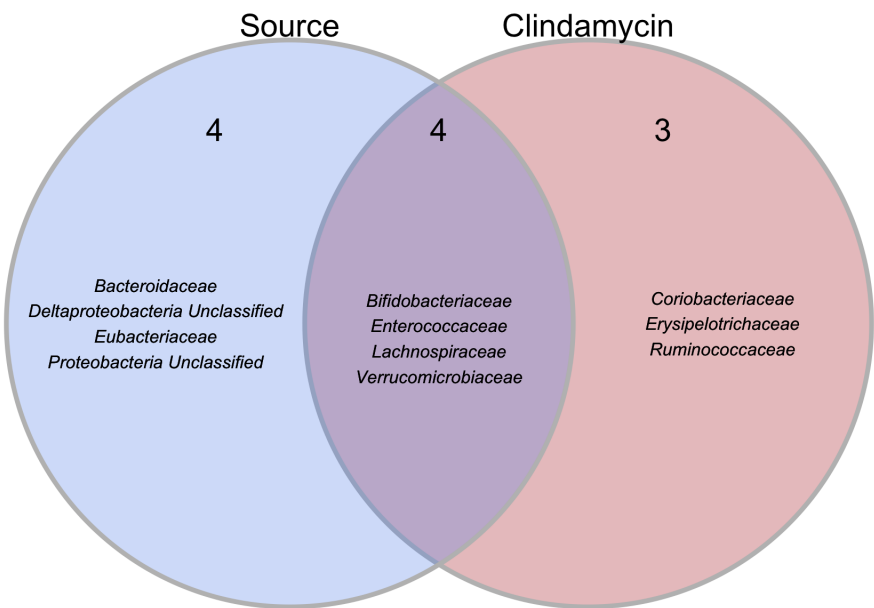 Source
Clindamycin
4
4
3
Bacteroidaceae
Deltaproteobacteria Unclassified
Eubacteriaceae
Proteobacteria Unclassified
Bifidobacteriaceae
Enterococcaceae
Lachnospiraceae
Verrucomicrobiaceae
Coriobacteriaceae
Erysipelotrichaceae
Ruminococcaceae